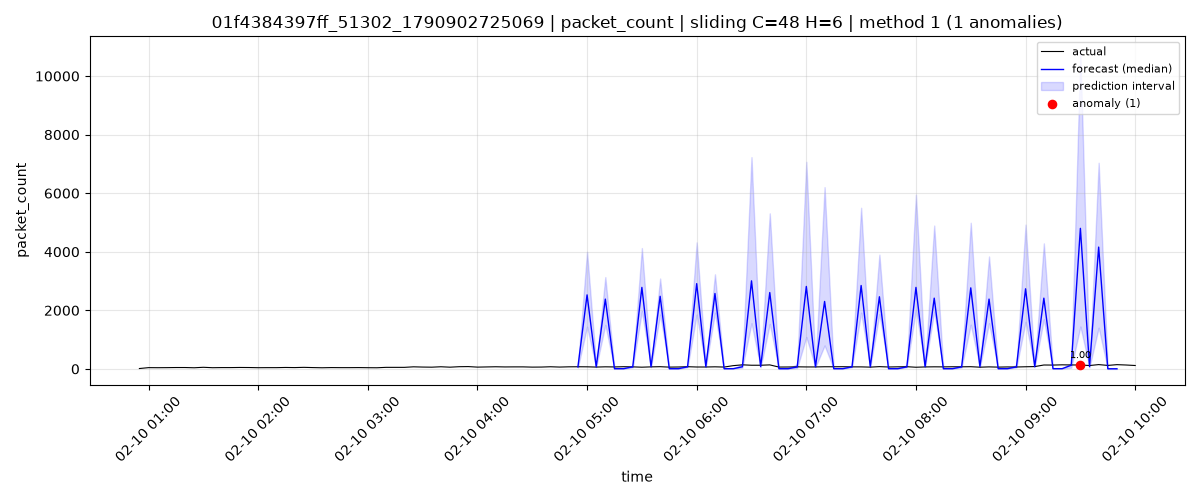 01f4384397ff_51302_1790902725069 | packet_count | sliding C=48 H=6 | method 1 (1 anomalies)
actual
forecast (median)
prediction interval
anomaly (1)
packet_count
10000
8000
6000
4000
2000
0
1.00
02-10 01:00
02-10 02:00
02-10 03:00
02-10 04:00
02-10 05:00
02-10 06:00
02-10 07:00
02-10 08:00
02-10 09:00
02-10 10:00
time